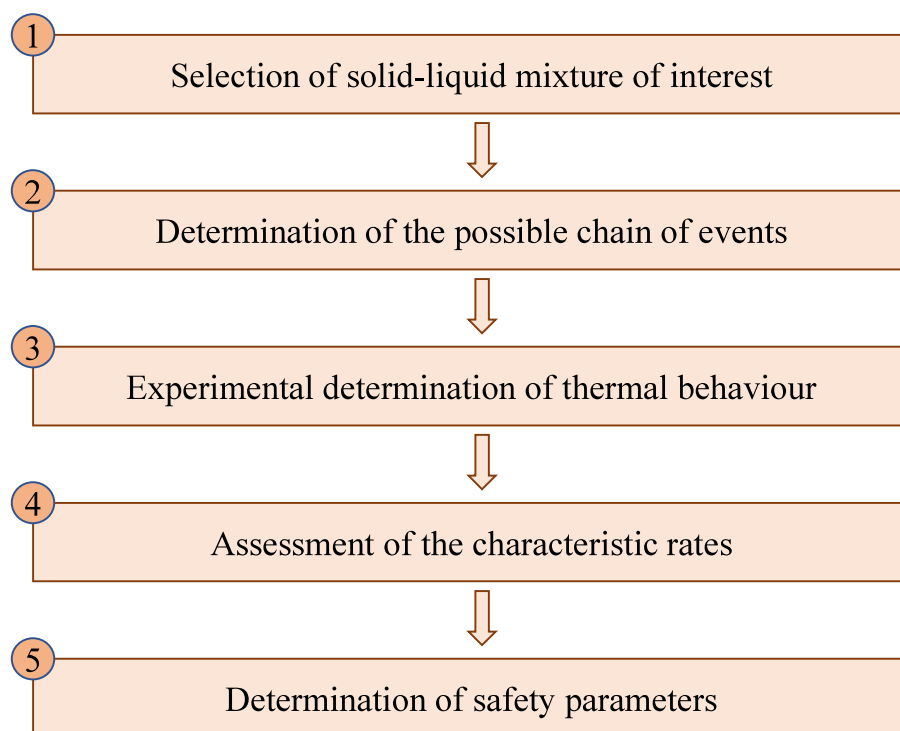 1
Selection of solid-liquid mixture of interest
2
Determination of the possible chain of events
3
Experimental determination of thermal behaviour
4
Assessment of the characteristic rates
5
Determination of safety parameters